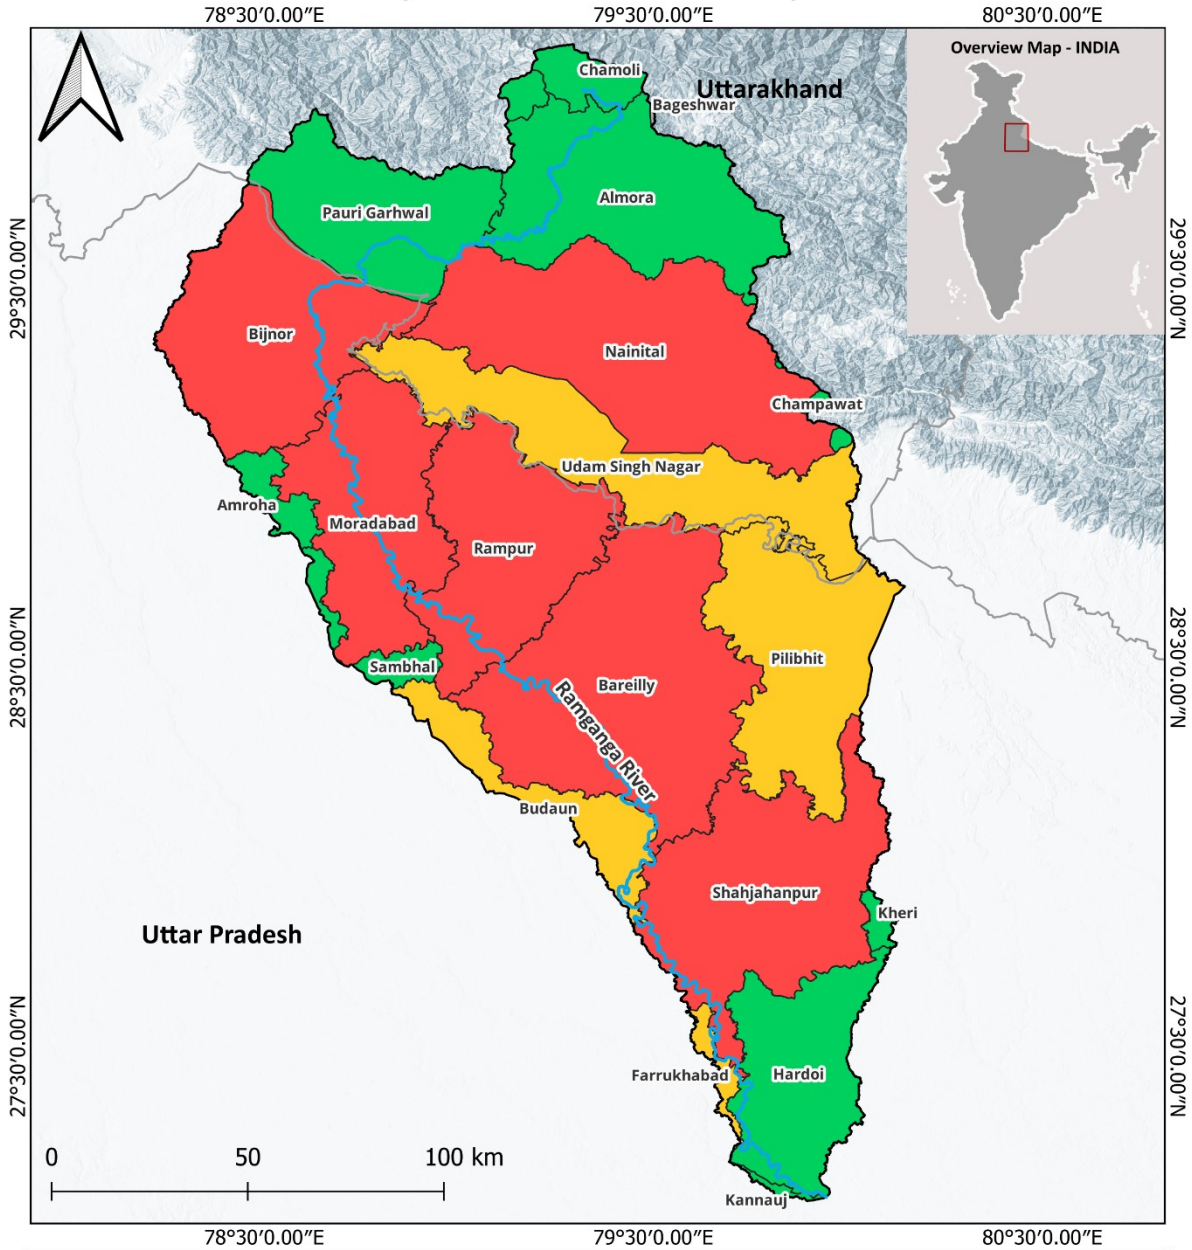 78°30′0.00″E
79°30′0.00″E
80°30′0.00″E
Overview Map - INDIA
Chamoli
Uttarakhand
Bageshwar
Almora
Pauri Garhwal
29°30′0.00″N
29°30′0.00″N
Bijnor
Nainital
Champawat
Udam Singh Nagar
Amroha
Moradabad
Rampur
28°30′0.00″N
28°30′0.00″N
Pilibhit
Sambhal
Bareilly
Ramganga River
Budaun
Shahjahanpur
Kheri
Uttar Pradesh
27°30′0.00″N
27°30′0.00″N
Farrukhabad
Hardoi
0 50 100 km
Kannauj
78°30′0.00″E
79°30′0.00″E
80°30′0.00″E